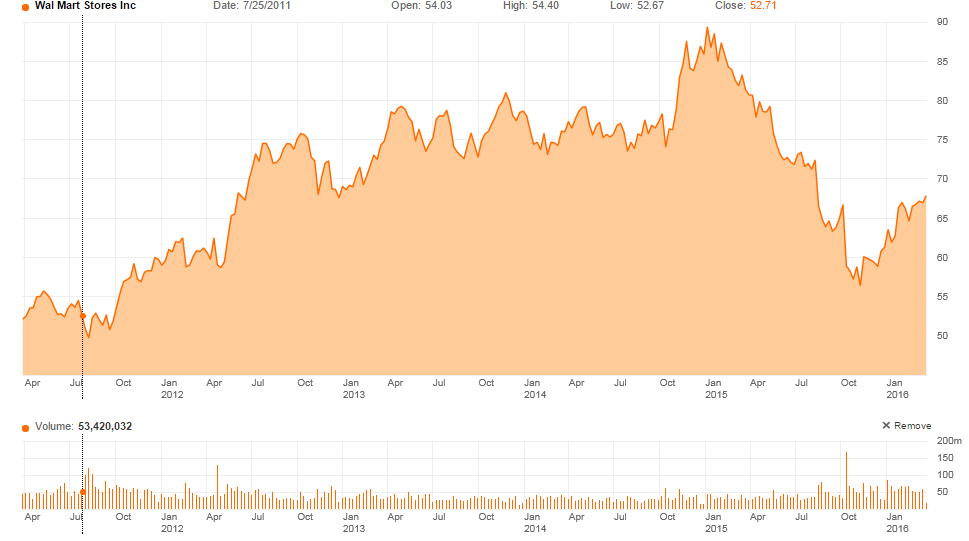 Wal Mart Stores Inc Date: 7/25/2011 Open: 54.03 High: 54.40 Low: 52.67 Close: 52.71
90
85
80
75
70
65
60
55
50
Apr Jul Oct Jan Apr Jul Oct Jan Apr Jul Oct Jan Apr Jul Oct Jan Apr Jul Oct Jan
2012 2013 2014 2015 2016
Volume: 53,420,032 ✕ Remove
200m
150
100
50
Apr Jul Oct Jan Apr Jul Oct Jan Apr Jul Oct Jan Apr Jul Oct Jan Apr Jul Oct Jan
2012 2013 2014 2015 2016